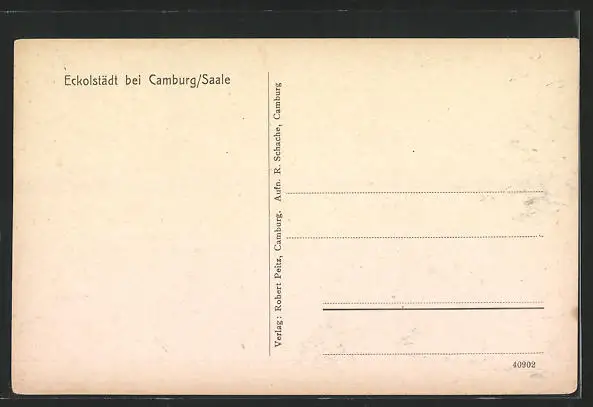 Eckolstädt bei Camburg/Saale
Verlag: Robert Peitz, Camburg. Aufn. R. Schache, Camburg
40902